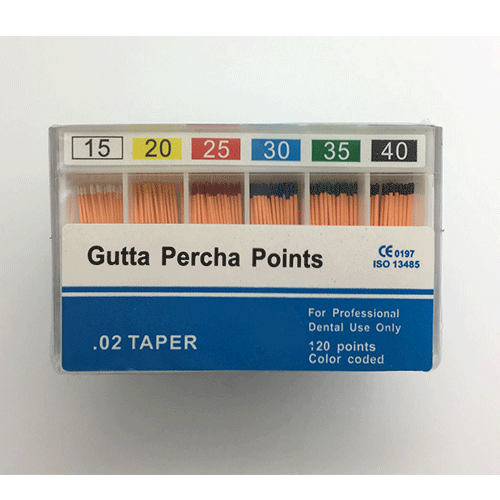 15 20 25 30 35 40
Gutta Percha Points
CE 0197
ISO 13485
For Professional
Dental Use Only
.02 TAPER
120 points
Color coded